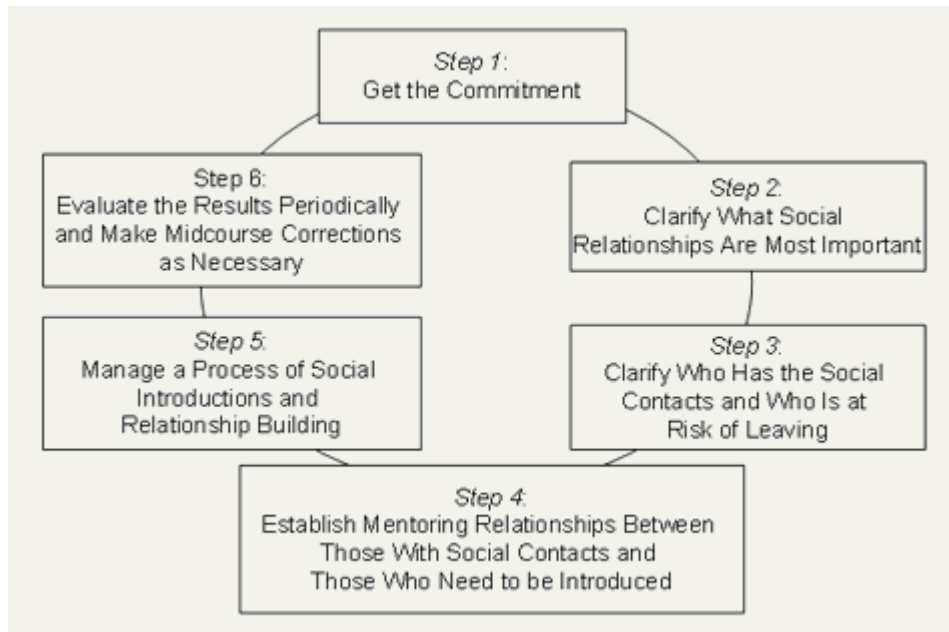 Step 1:
Get the Commitment
Step 2:
Clarify What Social
Relationships Are Most Important
Step 3:
Clarify Who Has the Social
Contacts and Who Is at
Risk of Leaving
Step 4:
Establish Mentoring Relationships Between
Those With Social Contacts and
Those Who Need to be Introduced
Step 5:
Manage a Process of Social
Introductions and
Relationship Building
Step 6:
Evaluate the Results Periodically
and Make Midcourse Corrections
as Necessary